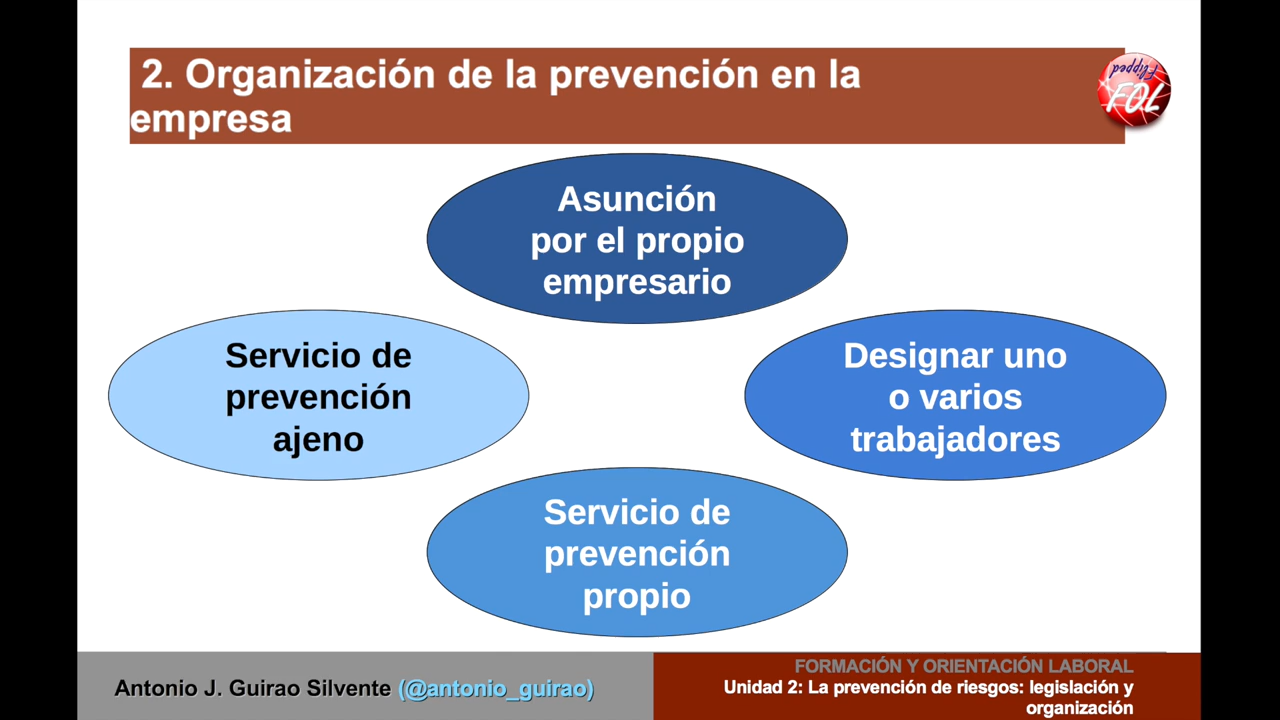 2. Organización de la prevención en la
empresa
Flipped
FOL
Asunción
por el propio
empresario
Servicio de
prevención
ajeno
Designar uno
o varios
trabajadores
Servicio de
prevención
propio
Antonio J. Guirao Silvente (@antonio_guirao)
FORMACIÓN Y ORIENTACIÓN LABORAL
Unidad 2: La prevención de riesgos: legislación y
organización